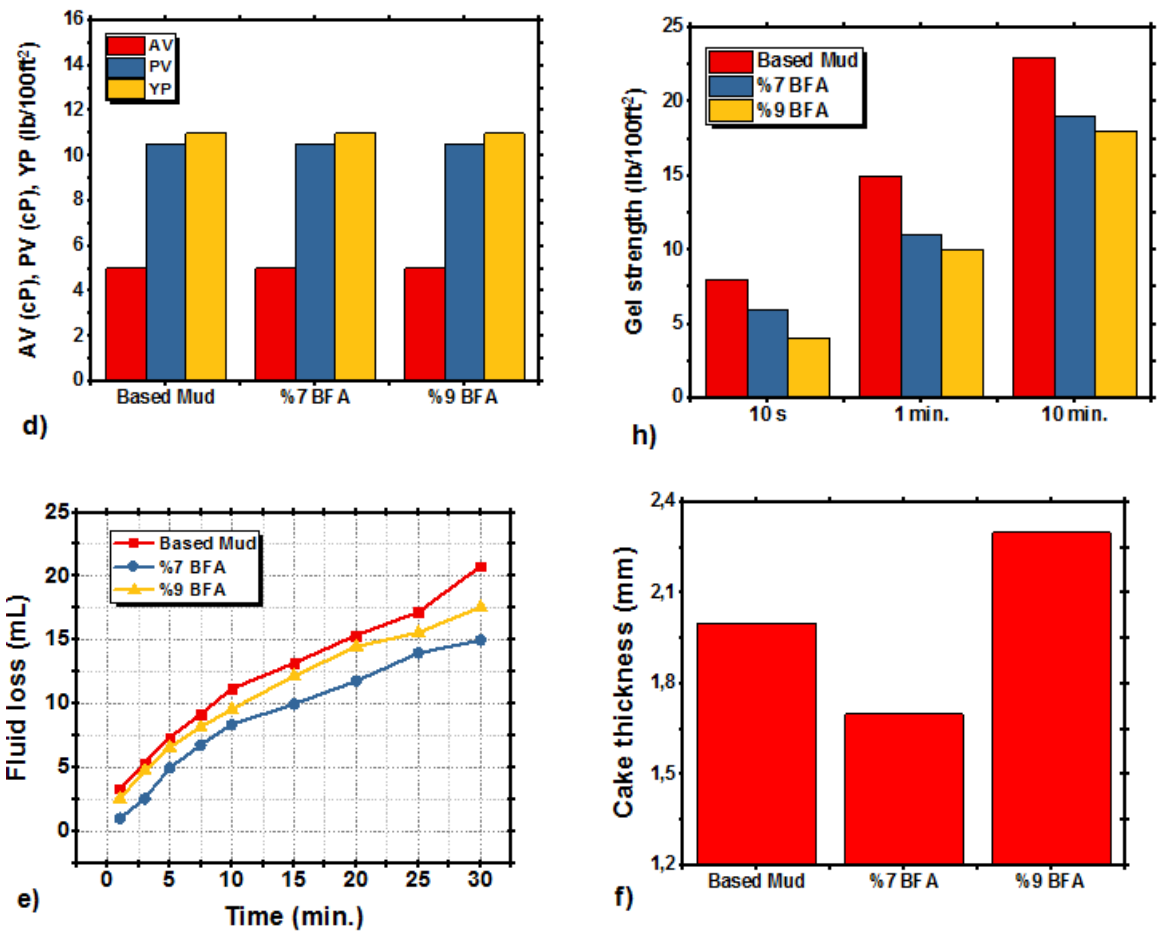 AV (cP), PV (cP), YP (lb/100ft²)
16
14
12
10
8
6
4
2
0
AV
PV
YP
Based Mud %7 BFA %9 BFA
d)
Gel strength (lb/100ft²)
25
20
15
10
5
0
Based Mud
%7 BFA
%9 BFA
10 s 1 min. 10 min.
h)
Fluid loss (mL)
25
20
15
10
5
0
Based Mud
%7 BFA
%9 BFA
0 5 10 15 20 25 30
Time (min.)
e)
Cake thickness (mm)
2,4
2,1
1,8
1,5
1,2
Based Mud %7 BFA %9 BFA
f)